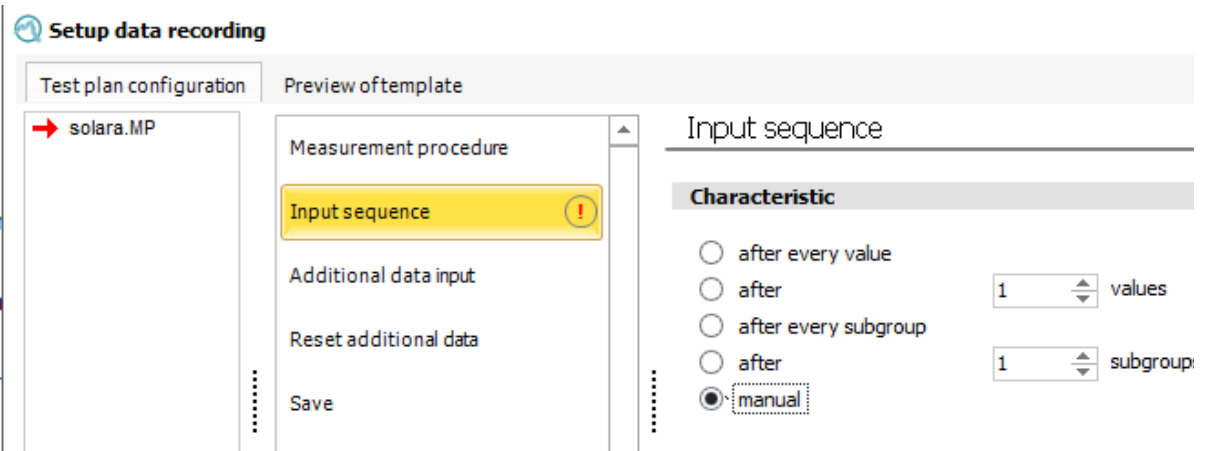 Setup data recording
Test plan configuration
Preview of template
solara.MP
Measurement procedure
Input sequence
!
Additional data input
Reset additional data
Save
Input sequence
Characteristic
after every value
after 1 values
after every subgroup
after 1 subgroups
manual